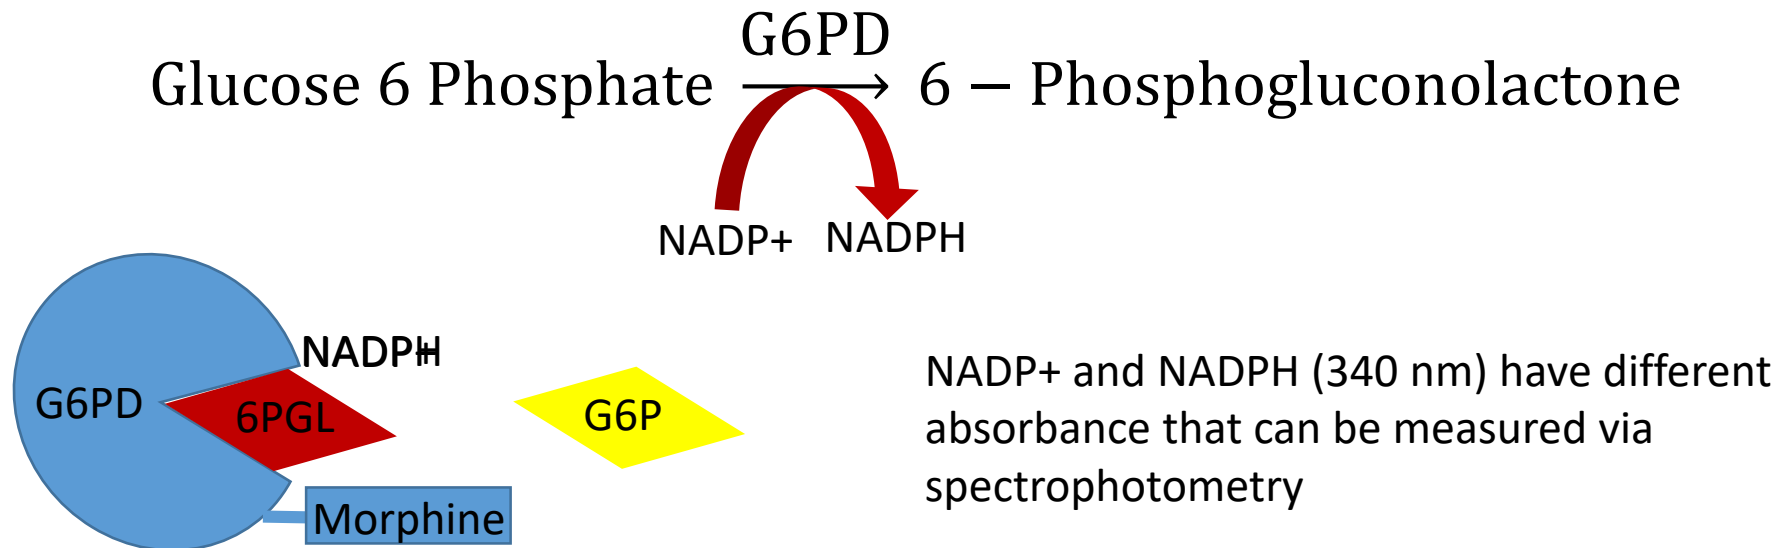 G6PD
Glucose 6 Phosphate → 6 − Phosphogluconolactone
NADP+ NADPH
NADPH
G6PD
6PGL
G6P
Morphine
NADP+ and NADPH (340 nm) have different
absorbance that can be measured via
spectrophotometry